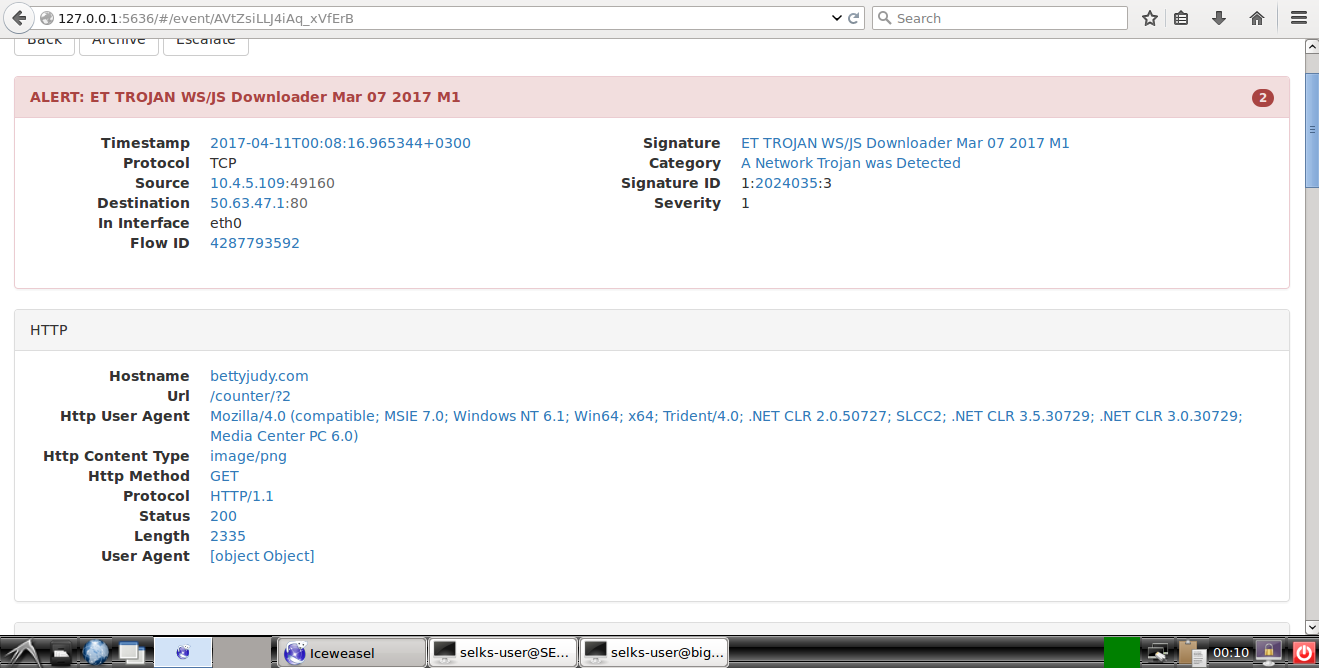 127.0.0.1:5636/#/event/AVtZsiLLJ4iAq_xVfErB
Search
Back
Archive
Escalate
ALERT: ET TROJAN WS/JS Downloader Mar 07 2017 M1
2
Timestamp 2017-04-11T00:08:16.965344+0300
Protocol TCP
Source 10.4.5.109:49160
Destination 50.63.47.1:80
In Interface eth0
Flow ID 4287793592
Signature ET TROJAN WS/JS Downloader Mar 07 2017 M1
Category A Network Trojan was Detected
Signature ID 1:2024035:3
Severity 1
HTTP
Hostname bettyjudy.com
Url /counter/?2
Http User Agent Mozilla/4.0 (compatible; MSIE 7.0; Windows NT 6.1; Win64; x64; Trident/4.0; .NET CLR 2.0.50727; SLCC2; .NET CLR 3.5.30729; .NET CLR 3.0.30729;
Media Center PC 6.0)
Http Content Type image/png
Http Method GET
Protocol HTTP/1.1
Status 200
Length 2335
User Agent [object Object]
Iceweasel
selks-user@SE...
selks-user@big...
00:10